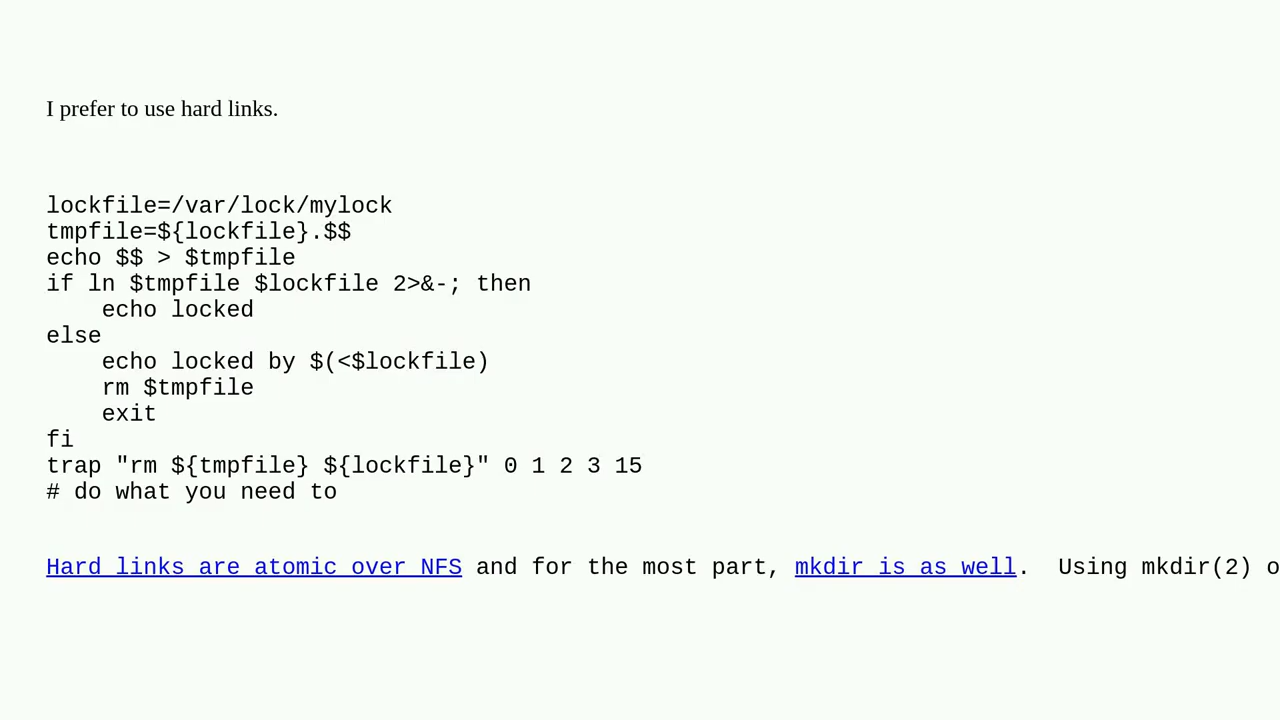 I prefer to use hard links.
lockfile=/var/lock/mylock
tmpfile=${lockfile}.$$
echo $$ > $tmpfile
if ln $tmpfile $lockfile 2>&-; then
    echo locked
else
    echo locked by $(<$lockfile)
    rm $tmpfile
    exit
fi
trap "rm ${tmpfile} ${lockfile}" 0 1 2 3 15
# do what you need to
Hard links are atomic over NFS and for the most part, mkdir is as well.  Using mkdir(2) o